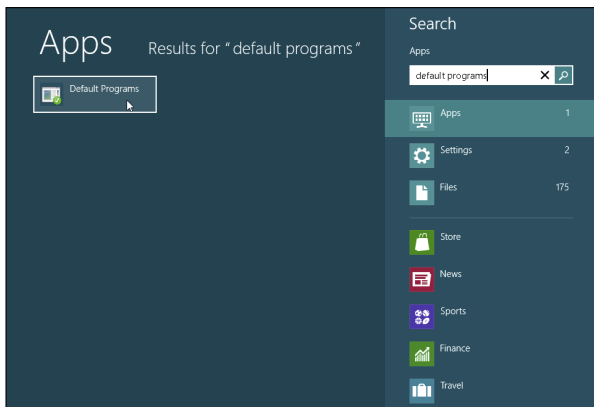 Apps
Results for "default programs"
Default Programs
Search
Apps
default programs
Apps 1
Settings 2
Files 175
Store
News
Sports
Finance
Travel